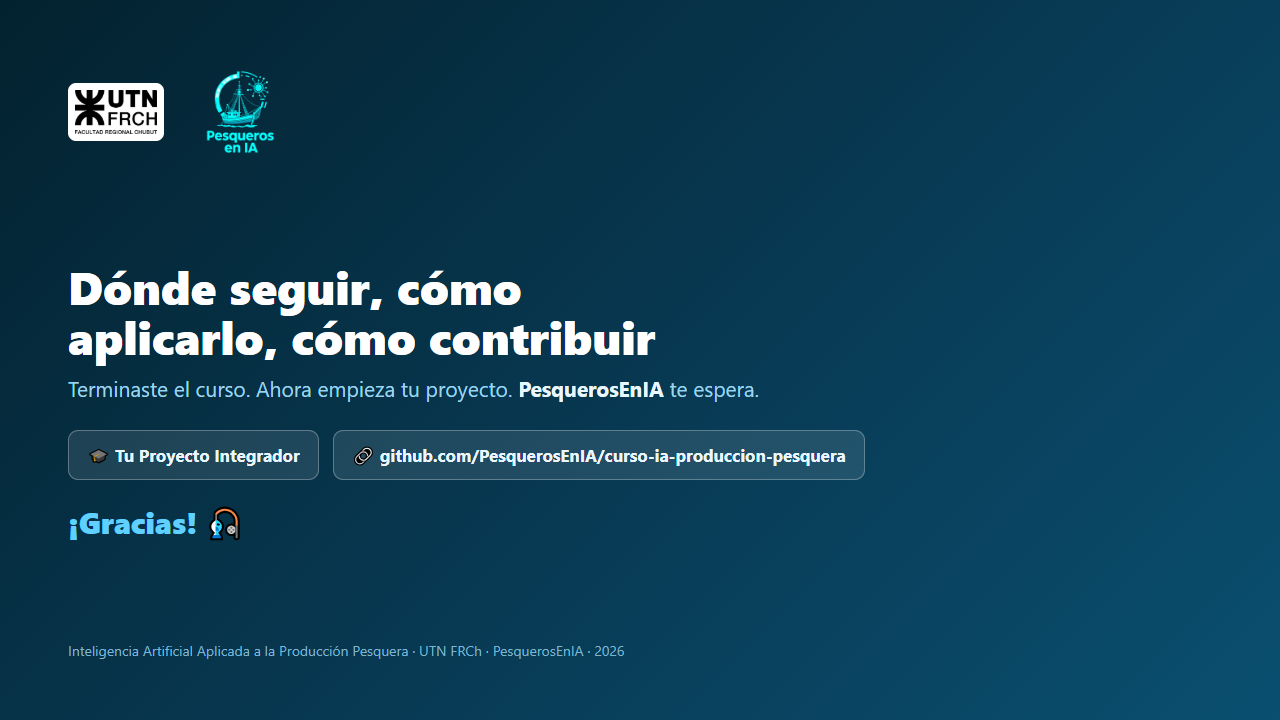 UTN
FRCH
FACULTAD REGIONAL CHUBUT
Pesqueros
en IA
Dónde seguir, cómo
aplicarlo, cómo contribuir
Terminaste el curso. Ahora empieza tu proyecto. PesquerosEnIA te espera.
🎓 Tu Proyecto Integrador
🔗 github.com/PesquerosEnIA/curso-ia-produccion-pesquera
¡Gracias! 🎣
Inteligencia Artificial Aplicada a la Producción Pesquera · UTN FRCh · PesquerosEnIA · 2026